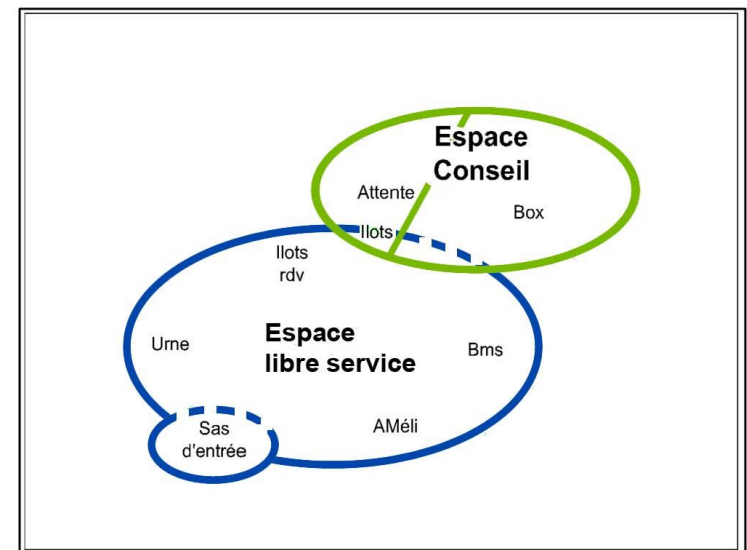 Espace
Conseil
Attente
Box
Ilots
Ilots
rdv
Espace
libre service
Urne
Bms
AMéli
Sas
d'entrée